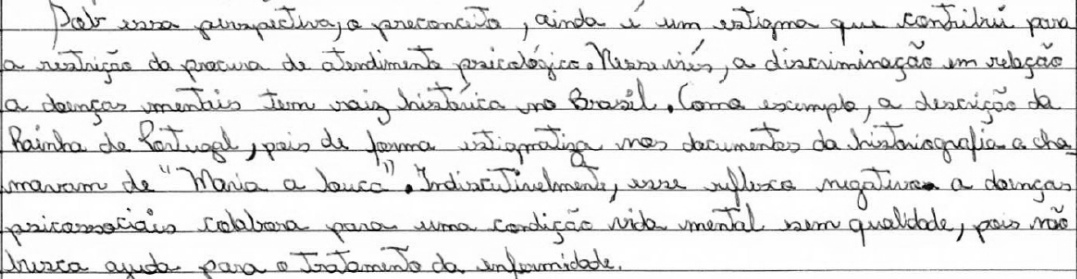 Sob essa perspectiva, o preconceito, ainda é um estigma que contribui para
a restrição da procura de atendimento psicológico. Nesse viés, a discriminação em relação
a doenças mentais tem raiz histórica no Brasil. Como exemplo, a descrição da
Rainha de Portugal, pois de forma estigmatiza nos documentos da historiografia a cha-
mavam de "Maria a louca". Indiscutivelmente, esse reflexo negativo a doenças
psicossociais colabora para uma condição vida mental sem qualidade, pois não
busca ajuda para o tratamento da enfermidade.